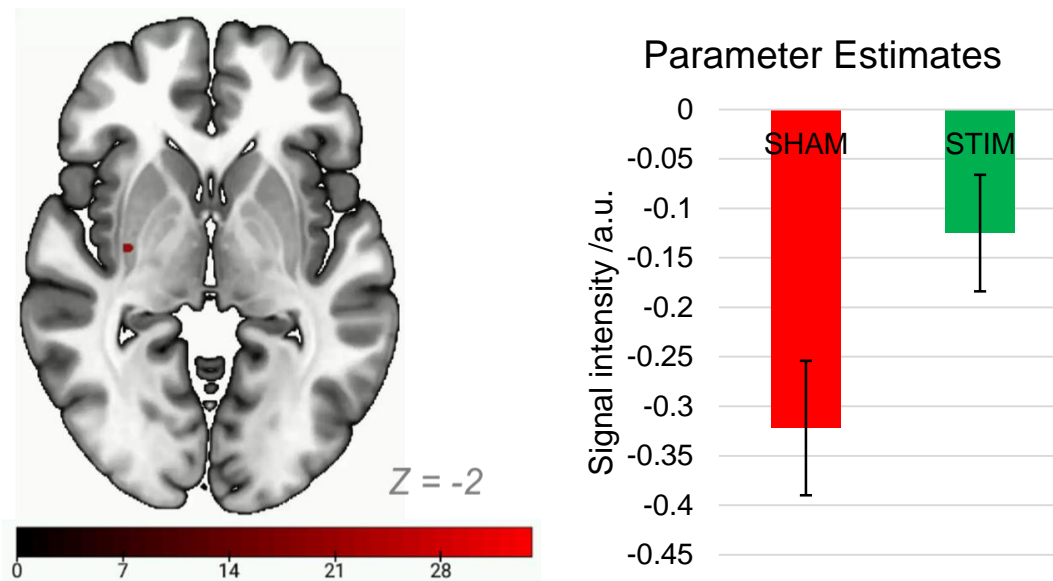 Z = -2
0 7 14 21 28
Parameter Estimates
Signal intensity /a.u.
0
-0.05
-0.1
-0.15
-0.2
-0.25
-0.3
-0.35
-0.4
-0.45
SHAM
STIM